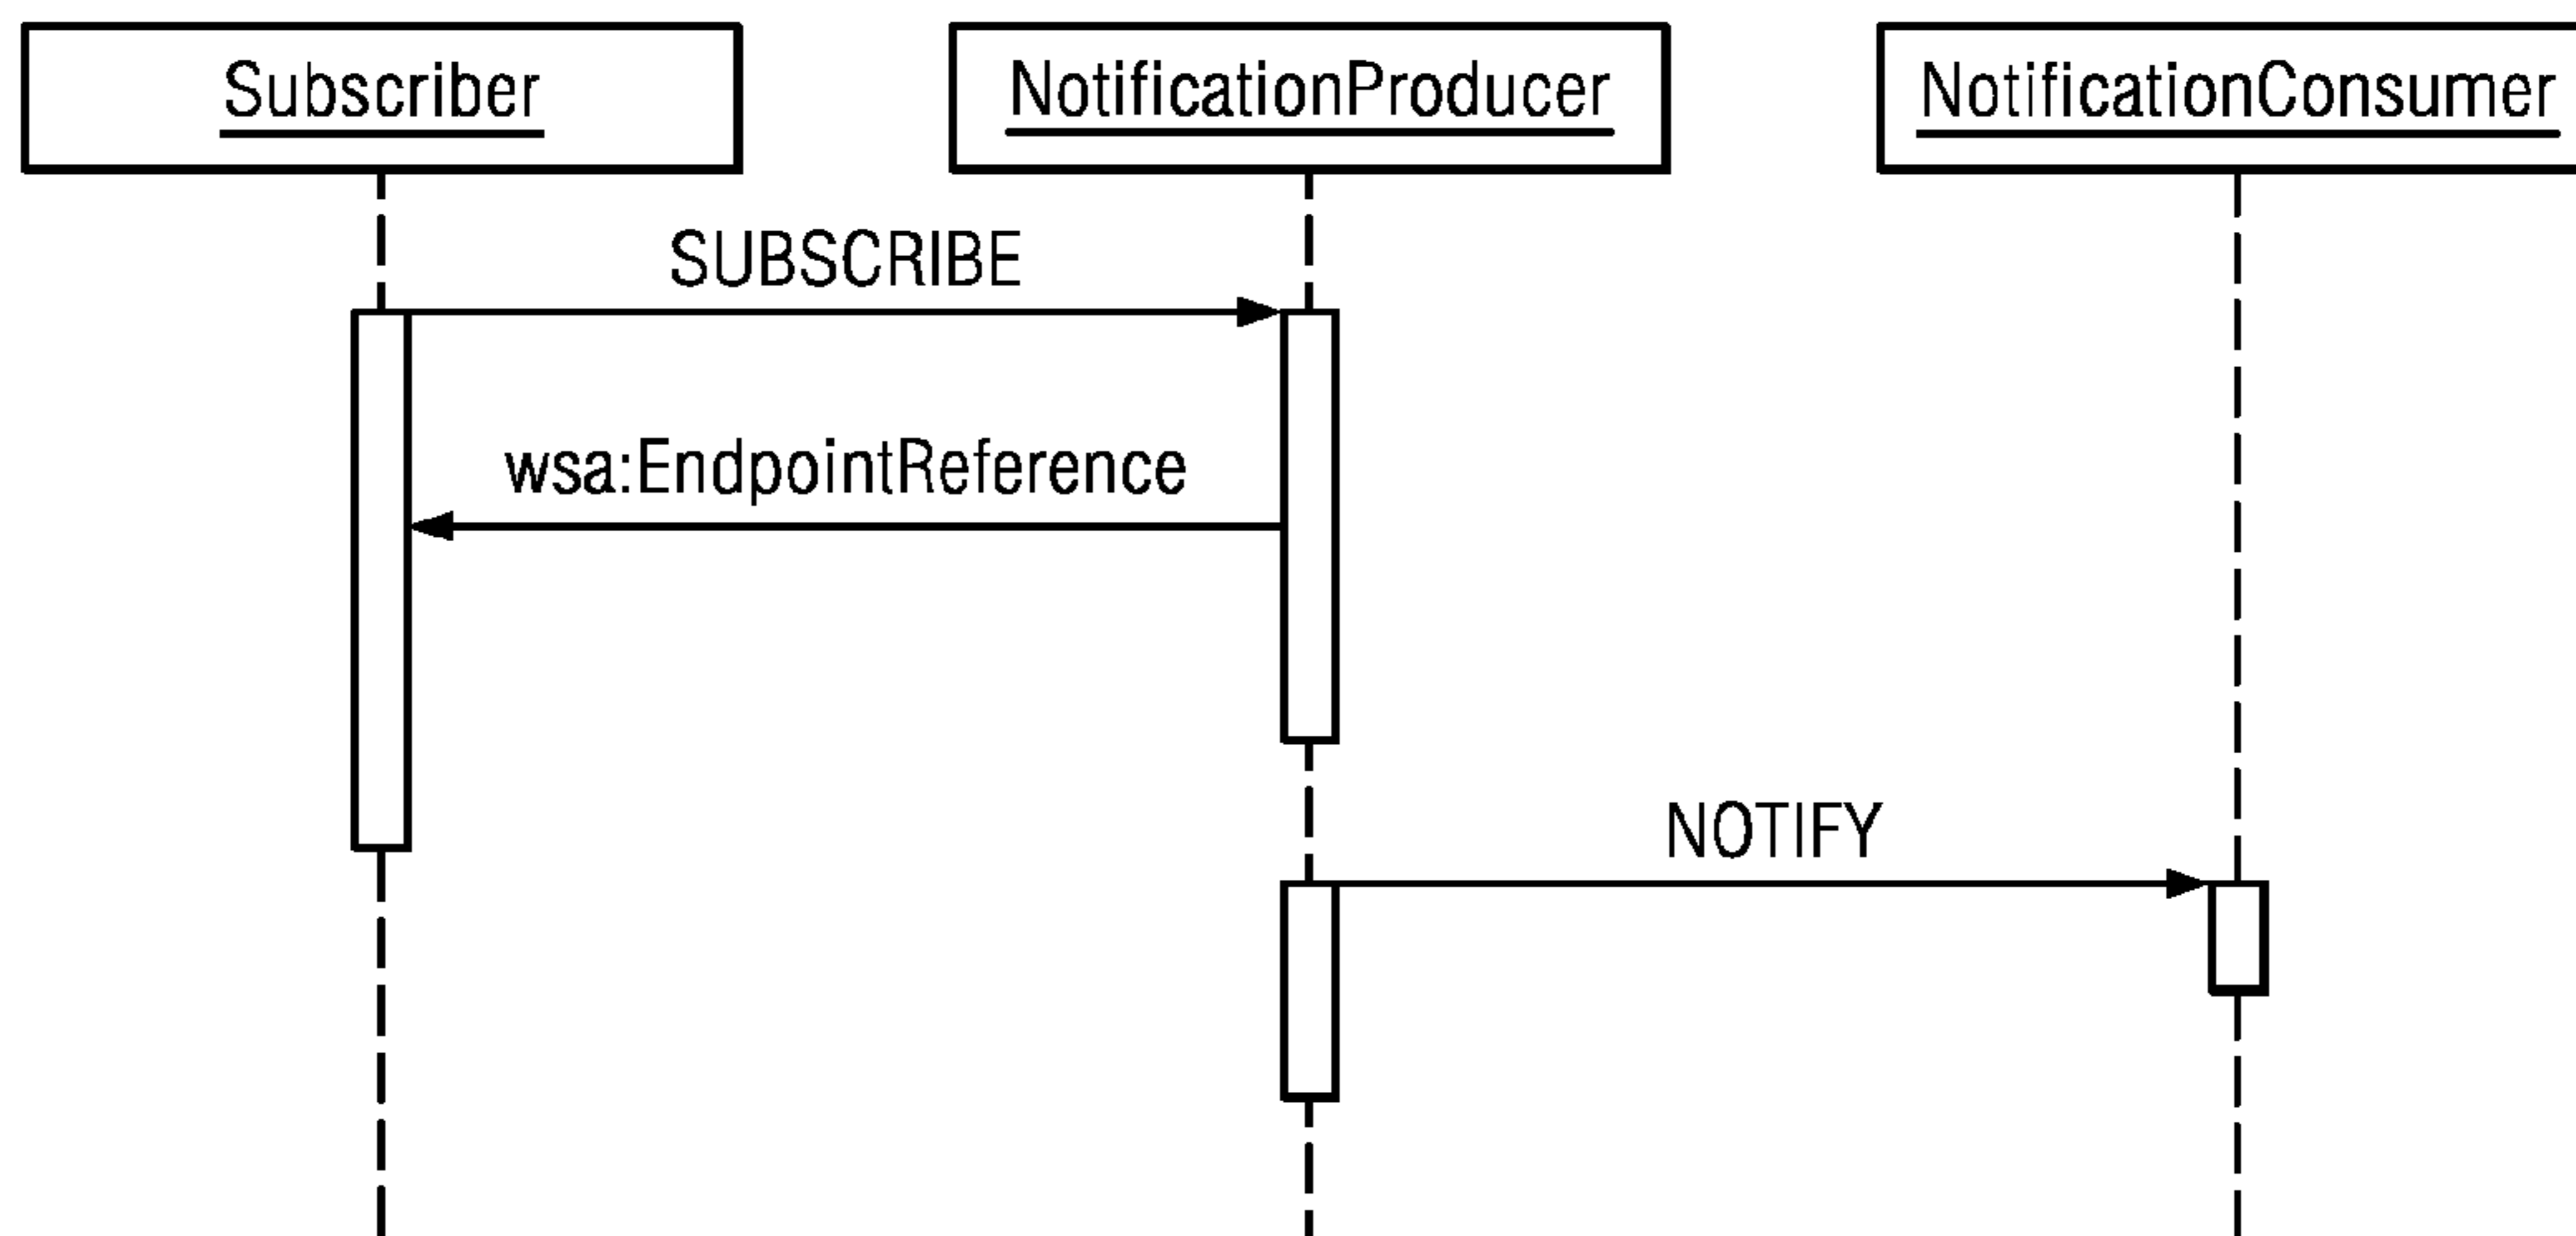 Subscriber
NotificationProducer
NotificationConsumer
SUBSCRIBE
wsa:EndpointReference
NOTIFY